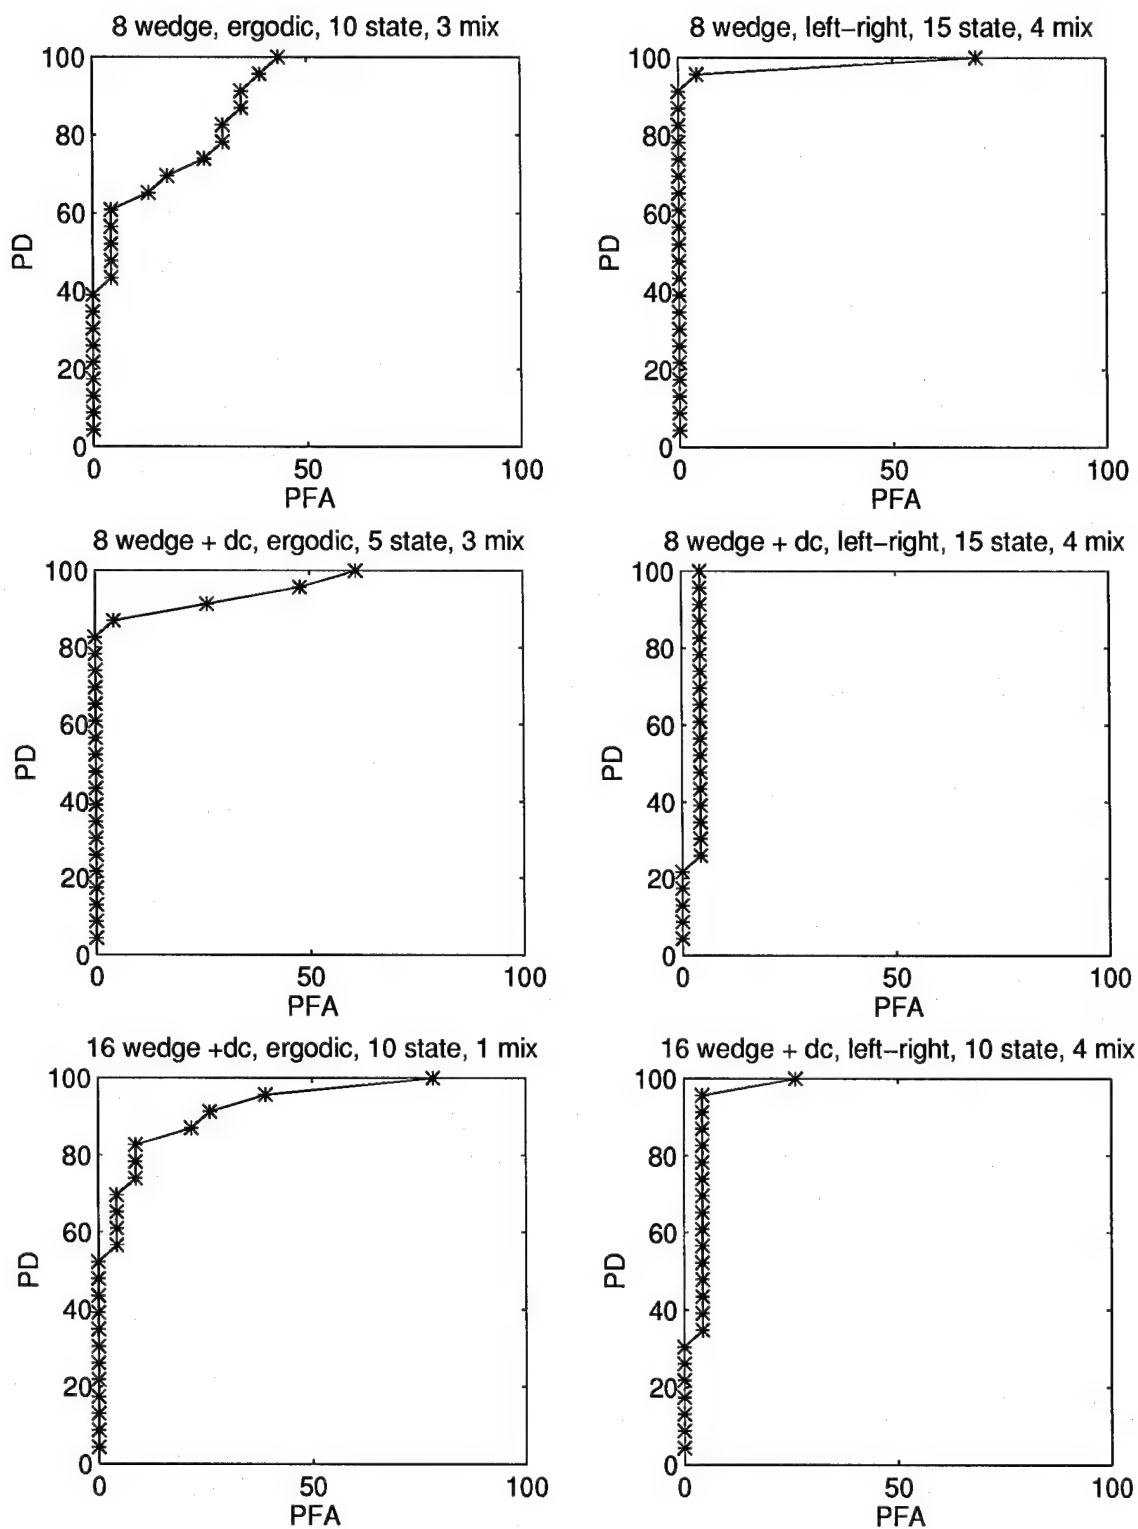 8 wedge, ergodic, 10 state, 3 mix
100
80
60
40
20
0
PD
0 50 100
PFA
8 wedge, left-right, 15 state, 4 mix
100
80
60
40
20
0
PD
0 50 100
PFA
8 wedge + dc, ergodic, 5 state, 3 mix
100
80
60
40
20
0
PD
0 50 100
PFA
8 wedge + dc, left-right, 15 state, 4 mix
100
80
60
40
20
0
PD
0 50 100
PFA
16 wedge +dc, ergodic, 10 state, 1 mix
100
80
60
40
20
0
PD
0 50 100
PFA
16 wedge + dc, left-right, 10 state, 4 mix
100
80
60
40
20
0
PD
0 50 100
PFA